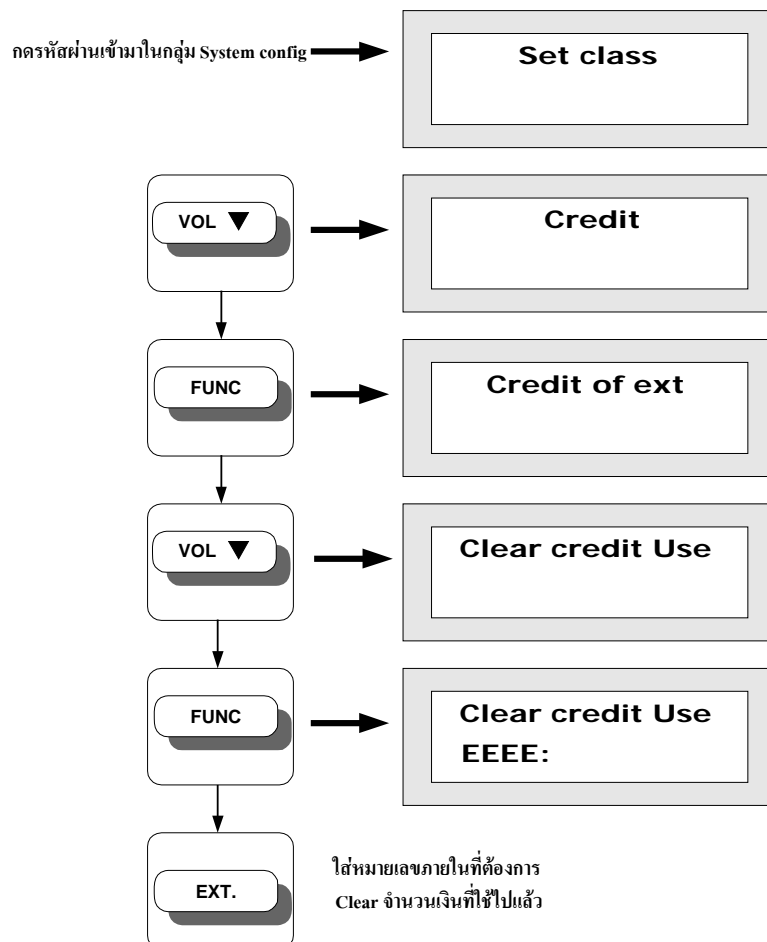 กดรหัสผ่านเข้ามาในกลุ่ม System config
Set class
VOL ▼
Credit
FUNC
Credit of ext
VOL ▼
Clear credit Use
FUNC
Clear credit Use
EEEE:
EXT.
ใส่หมายเลขภายในที่ต้องการ
Clear จำนวนเงินที่ใช้ไปแล้ว